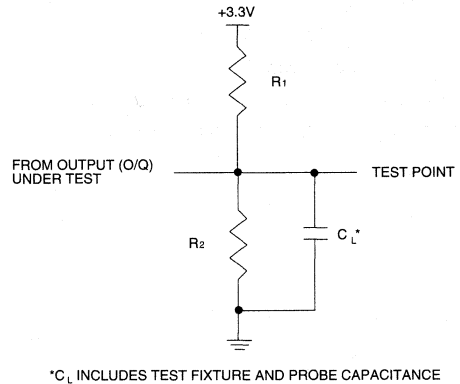 +3.3V
R1
FROM OUTPUT (O/Q)
UNDER TEST
TEST POINT
R2
CL*
*CL INCLUDES TEST FIXTURE AND PROBE CAPACITANCE